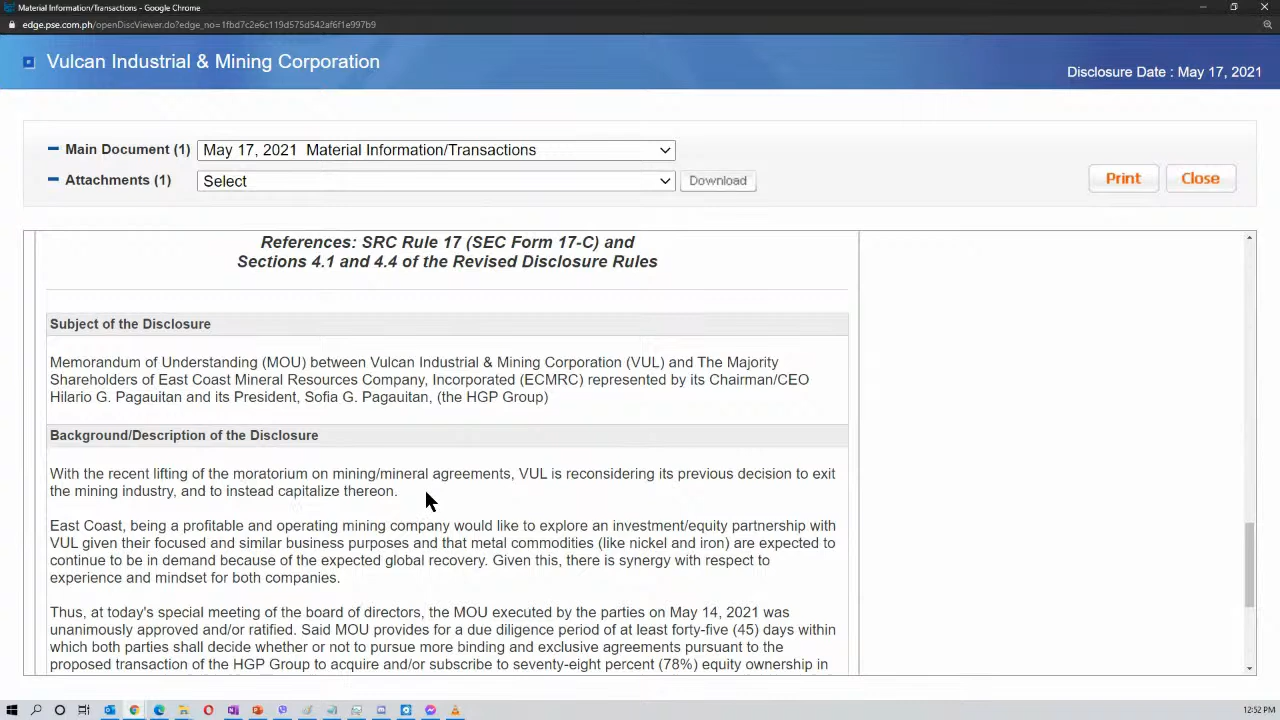 Material Information/Transactions - Google Chrome
edge.pse.com.ph/openDiscViewer.do?edge_no=1fbd7c2e6c119d575d542af6f1e997b9
Vulcan Industrial & Mining Corporation
Disclosure Date : May 17, 2021
Main Document (1) May 17, 2021 Material Information/Transactions
Attachments (1) Select Download
Print Close
References: SRC Rule 17 (SEC Form 17-C) and
Sections 4.1 and 4.4 of the Revised Disclosure Rules
Subject of the Disclosure
Memorandum of Understanding (MOU) between Vulcan Industrial & Mining Corporation (VUL) and The Majority
Shareholders of East Coast Mineral Resources Company, Incorporated (ECMRC) represented by its Chairman/CEO
Hilario G. Pagauitan and its President, Sofia G. Pagauitan, (the HGP Group)
Background/Description of the Disclosure
With the recent lifting of the moratorium on mining/mineral agreements, VUL is reconsidering its previous decision to exit
the mining industry, and to instead capitalize thereon.
East Coast, being a profitable and operating mining company would like to explore an investment/equity partnership with
VUL given their focused and similar business purposes and that metal commodities (like nickel and iron) are expected to
continue to be in demand because of the expected global recovery. Given this, there is synergy with respect to
experience and mindset for both companies.
Thus, at today's special meeting of the board of directors, the MOU executed by the parties on May 14, 2021 was
unanimously approved and/or ratified. Said MOU provides for a due diligence period of at least forty-five (45) days within
which both parties shall decide whether or not to pursue more binding and exclusive agreements pursuant to the
proposed transaction of the HGP Group to acquire and/or subscribe to seventy-eight percent (78%) equity ownership in
12:52 PM